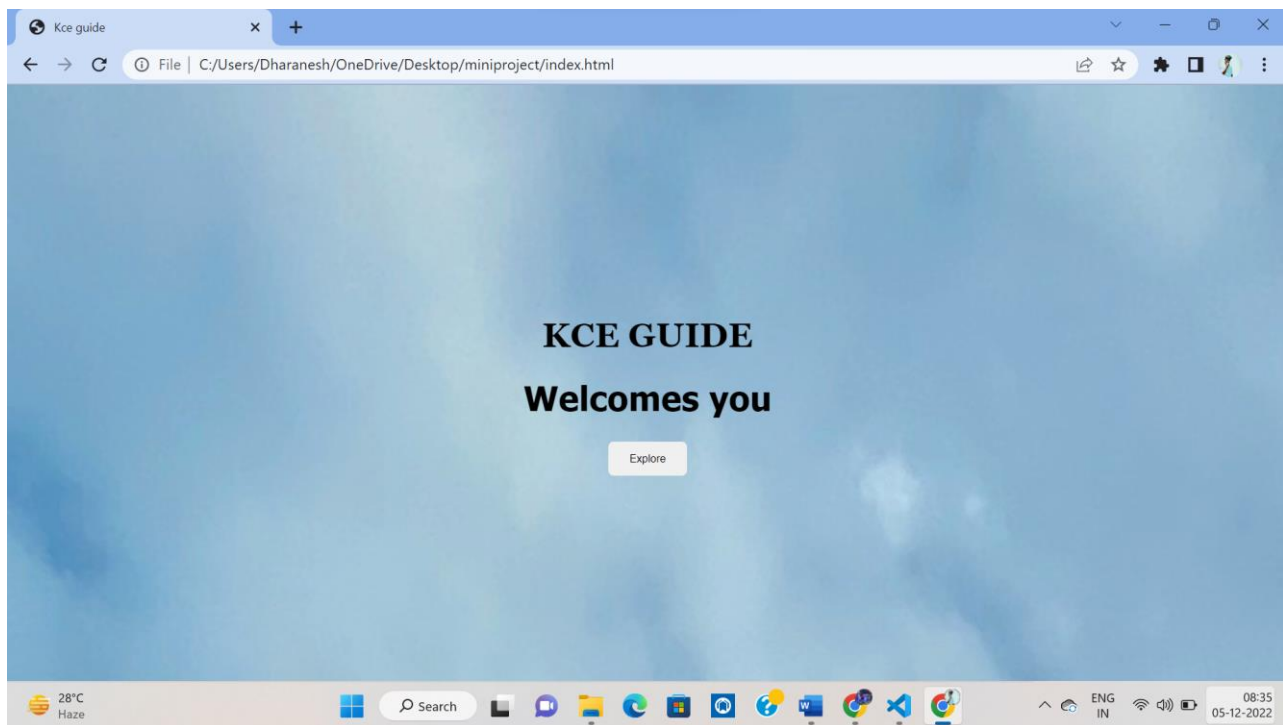 Kce guide
File | C:/Users/Dharanesh/OneDrive/Desktop/miniproject/index.html
KCE GUIDE
Welcomes you
Explore
28°C
Haze
Search
ENG
IN
08:35
05-12-2022